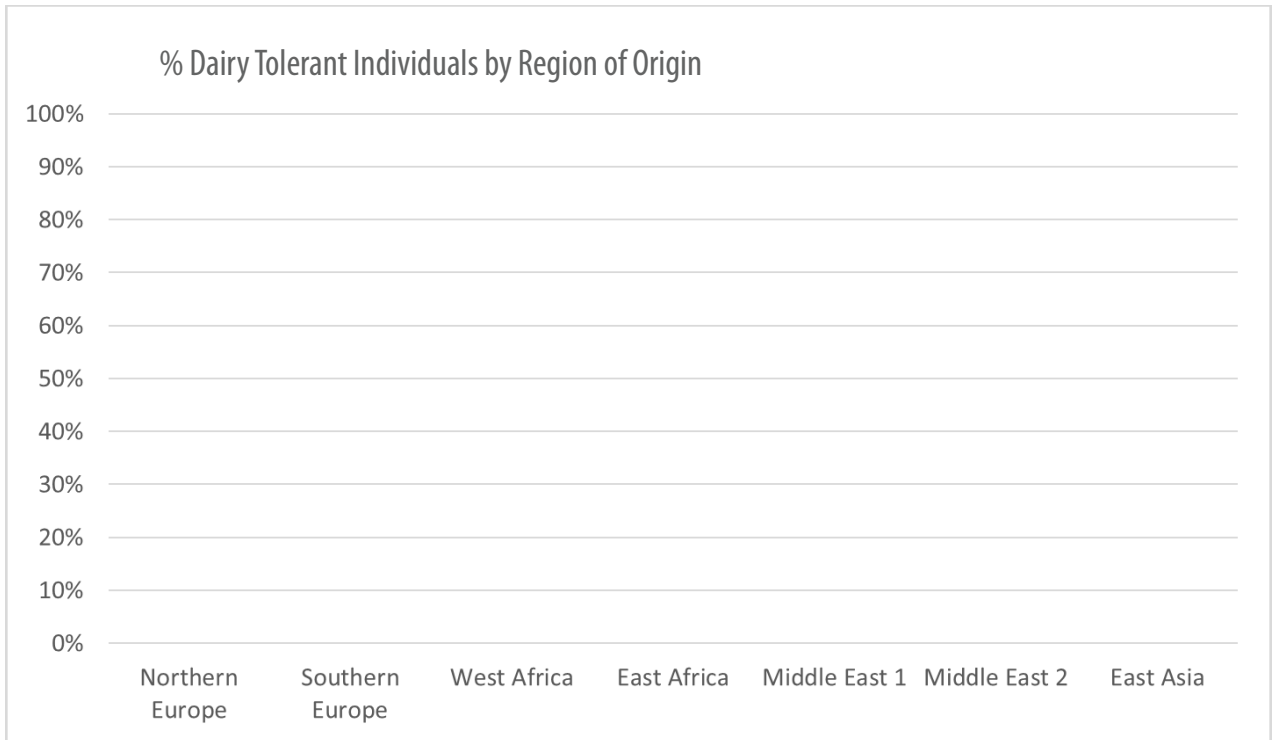 % Dairy Tolerant Individuals by Region of Origin
100%
90%
80%
70%
60%
50%
40%
30%
20%
10%
0%
Northern Europe
Southern Europe
West Africa
East Africa
Middle East 1
Middle East 2
East Asia